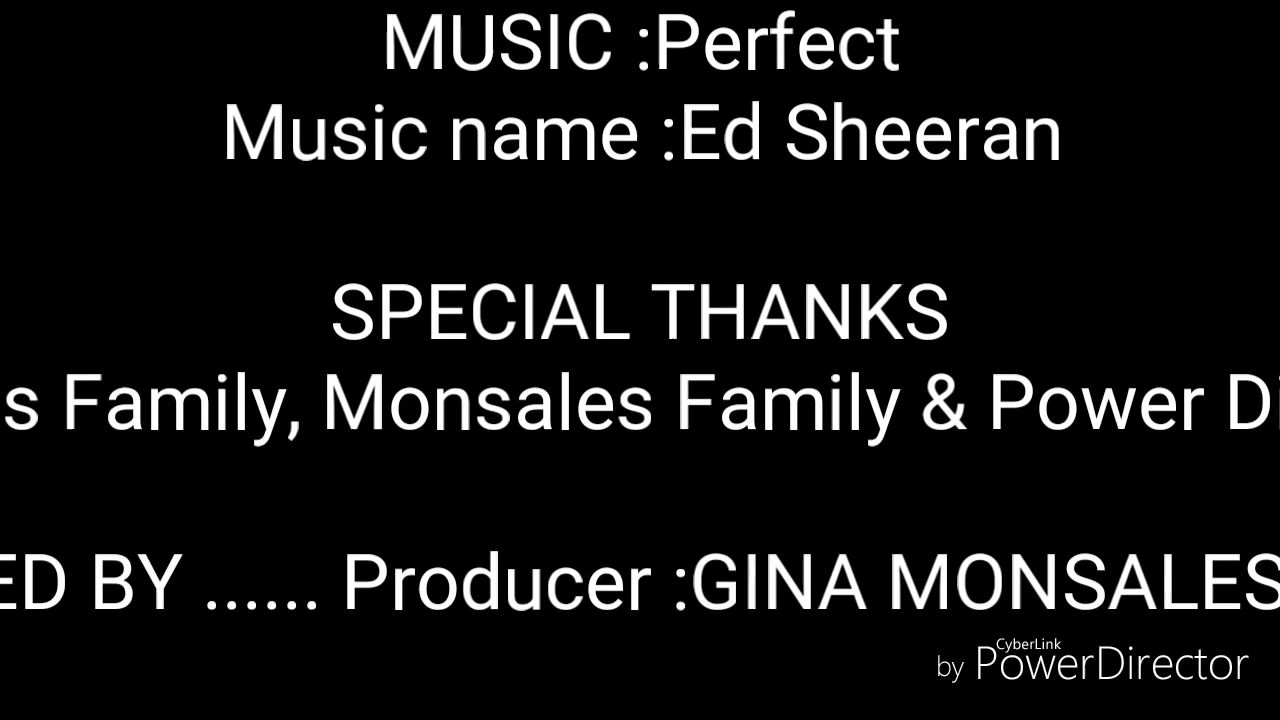 MUSIC :Perfect
Music name :Ed Sheeran
SPECIAL THANKS
s Family, Monsales Family & Power Di
ED BY ...... Producer :GINA MONSALES
CyberLink
by PowerDirector